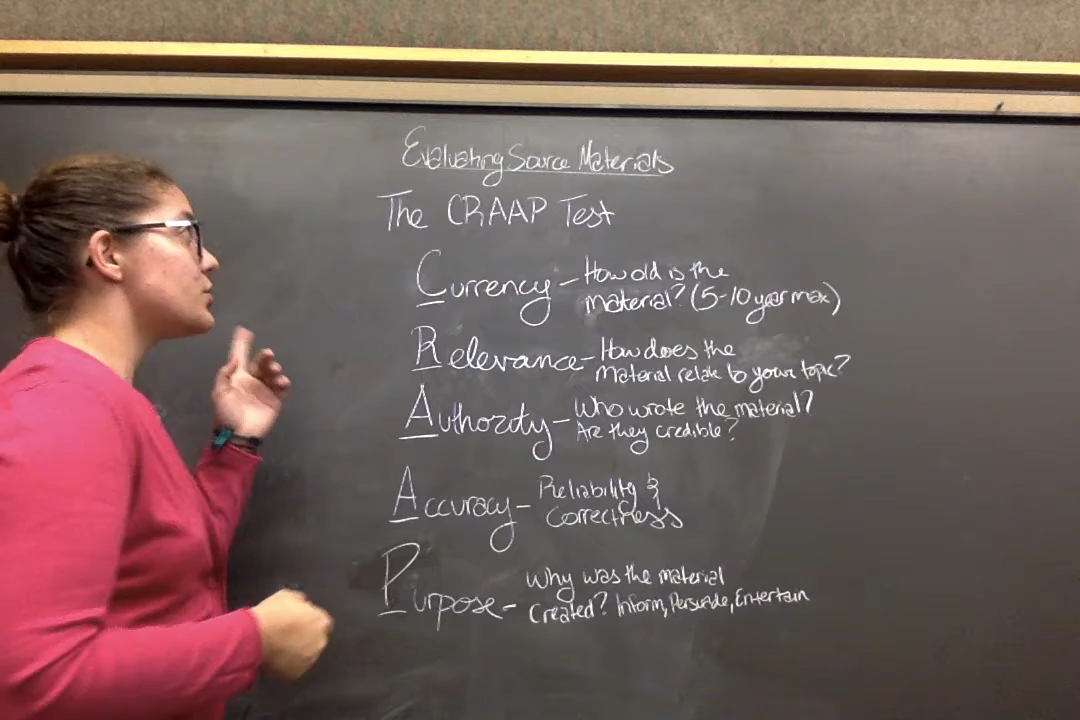 Evaluating Source Materials
The CRAAP Test
Currency - How old is the
material? (5-10 year max)
Relevance - How does the
Material relate to your topic?
Authority - Who wrote the material?
Are they credible?
Accuracy - Reliability &
Correctness
Purpose - Why was the material
Created? Inform, Persuade, Entertain